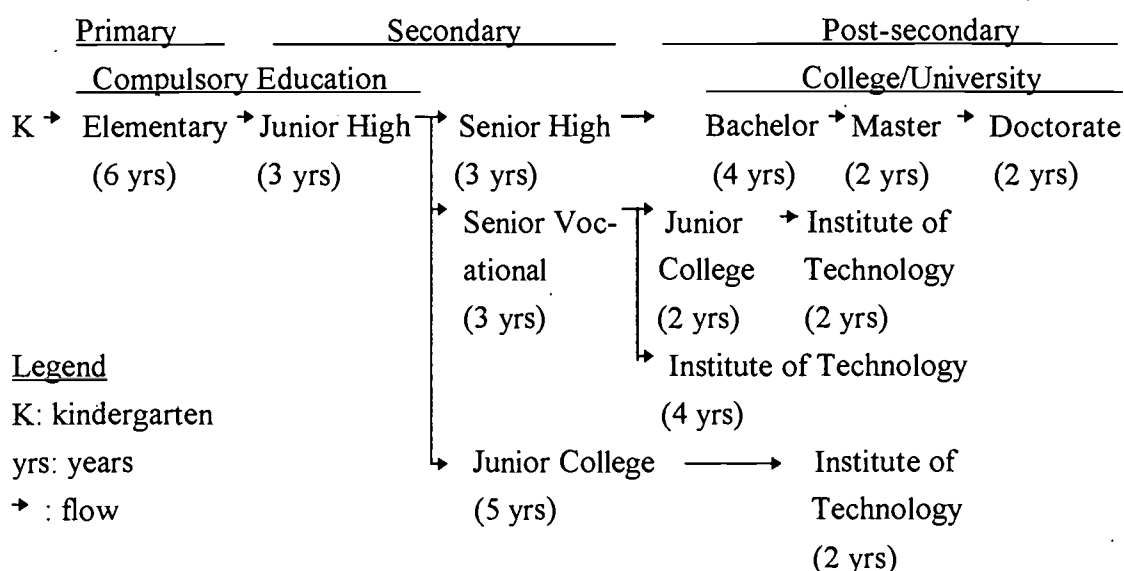 Primary Secondary Post-secondary
Compulsory Education College/University
K → Elementary → Junior High → Senior High → Bachelor → Master → Doctorate
(6 yrs) (3 yrs) (3 yrs) (4 yrs) (2 yrs) (2 yrs)
Senior Voc- → Junior → Institute of
ational College Technology
(3 yrs) (2 yrs) (2 yrs)
Legend Institute of Technology
K: kindergarten (4 yrs)
yrs: years Junior College → Institute of
→ : flow (5 yrs) Technology
(2 yrs)